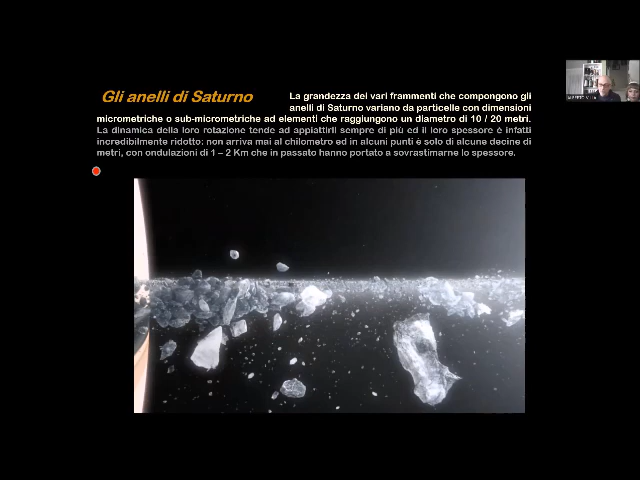 Gli anelli di Saturno
La grandezza dei vari frammenti che compongono gli
anelli di Saturno variano da particelle con dimensioni
micrometriche o sub-micrometriche ad elementi che raggiungono un diametro di 10 / 20 metri.
La dinamica della loro rotazione tende ad appiattirli sempre di più ed il loro spessore è infatti
incredibilmente ridotto: non arriva mai al chilometro ed in alcuni punti è solo di alcune decine di
metri, con ondulazioni di 1 – 2 Km che in passato hanno portato a sovrastimarne lo spessore.